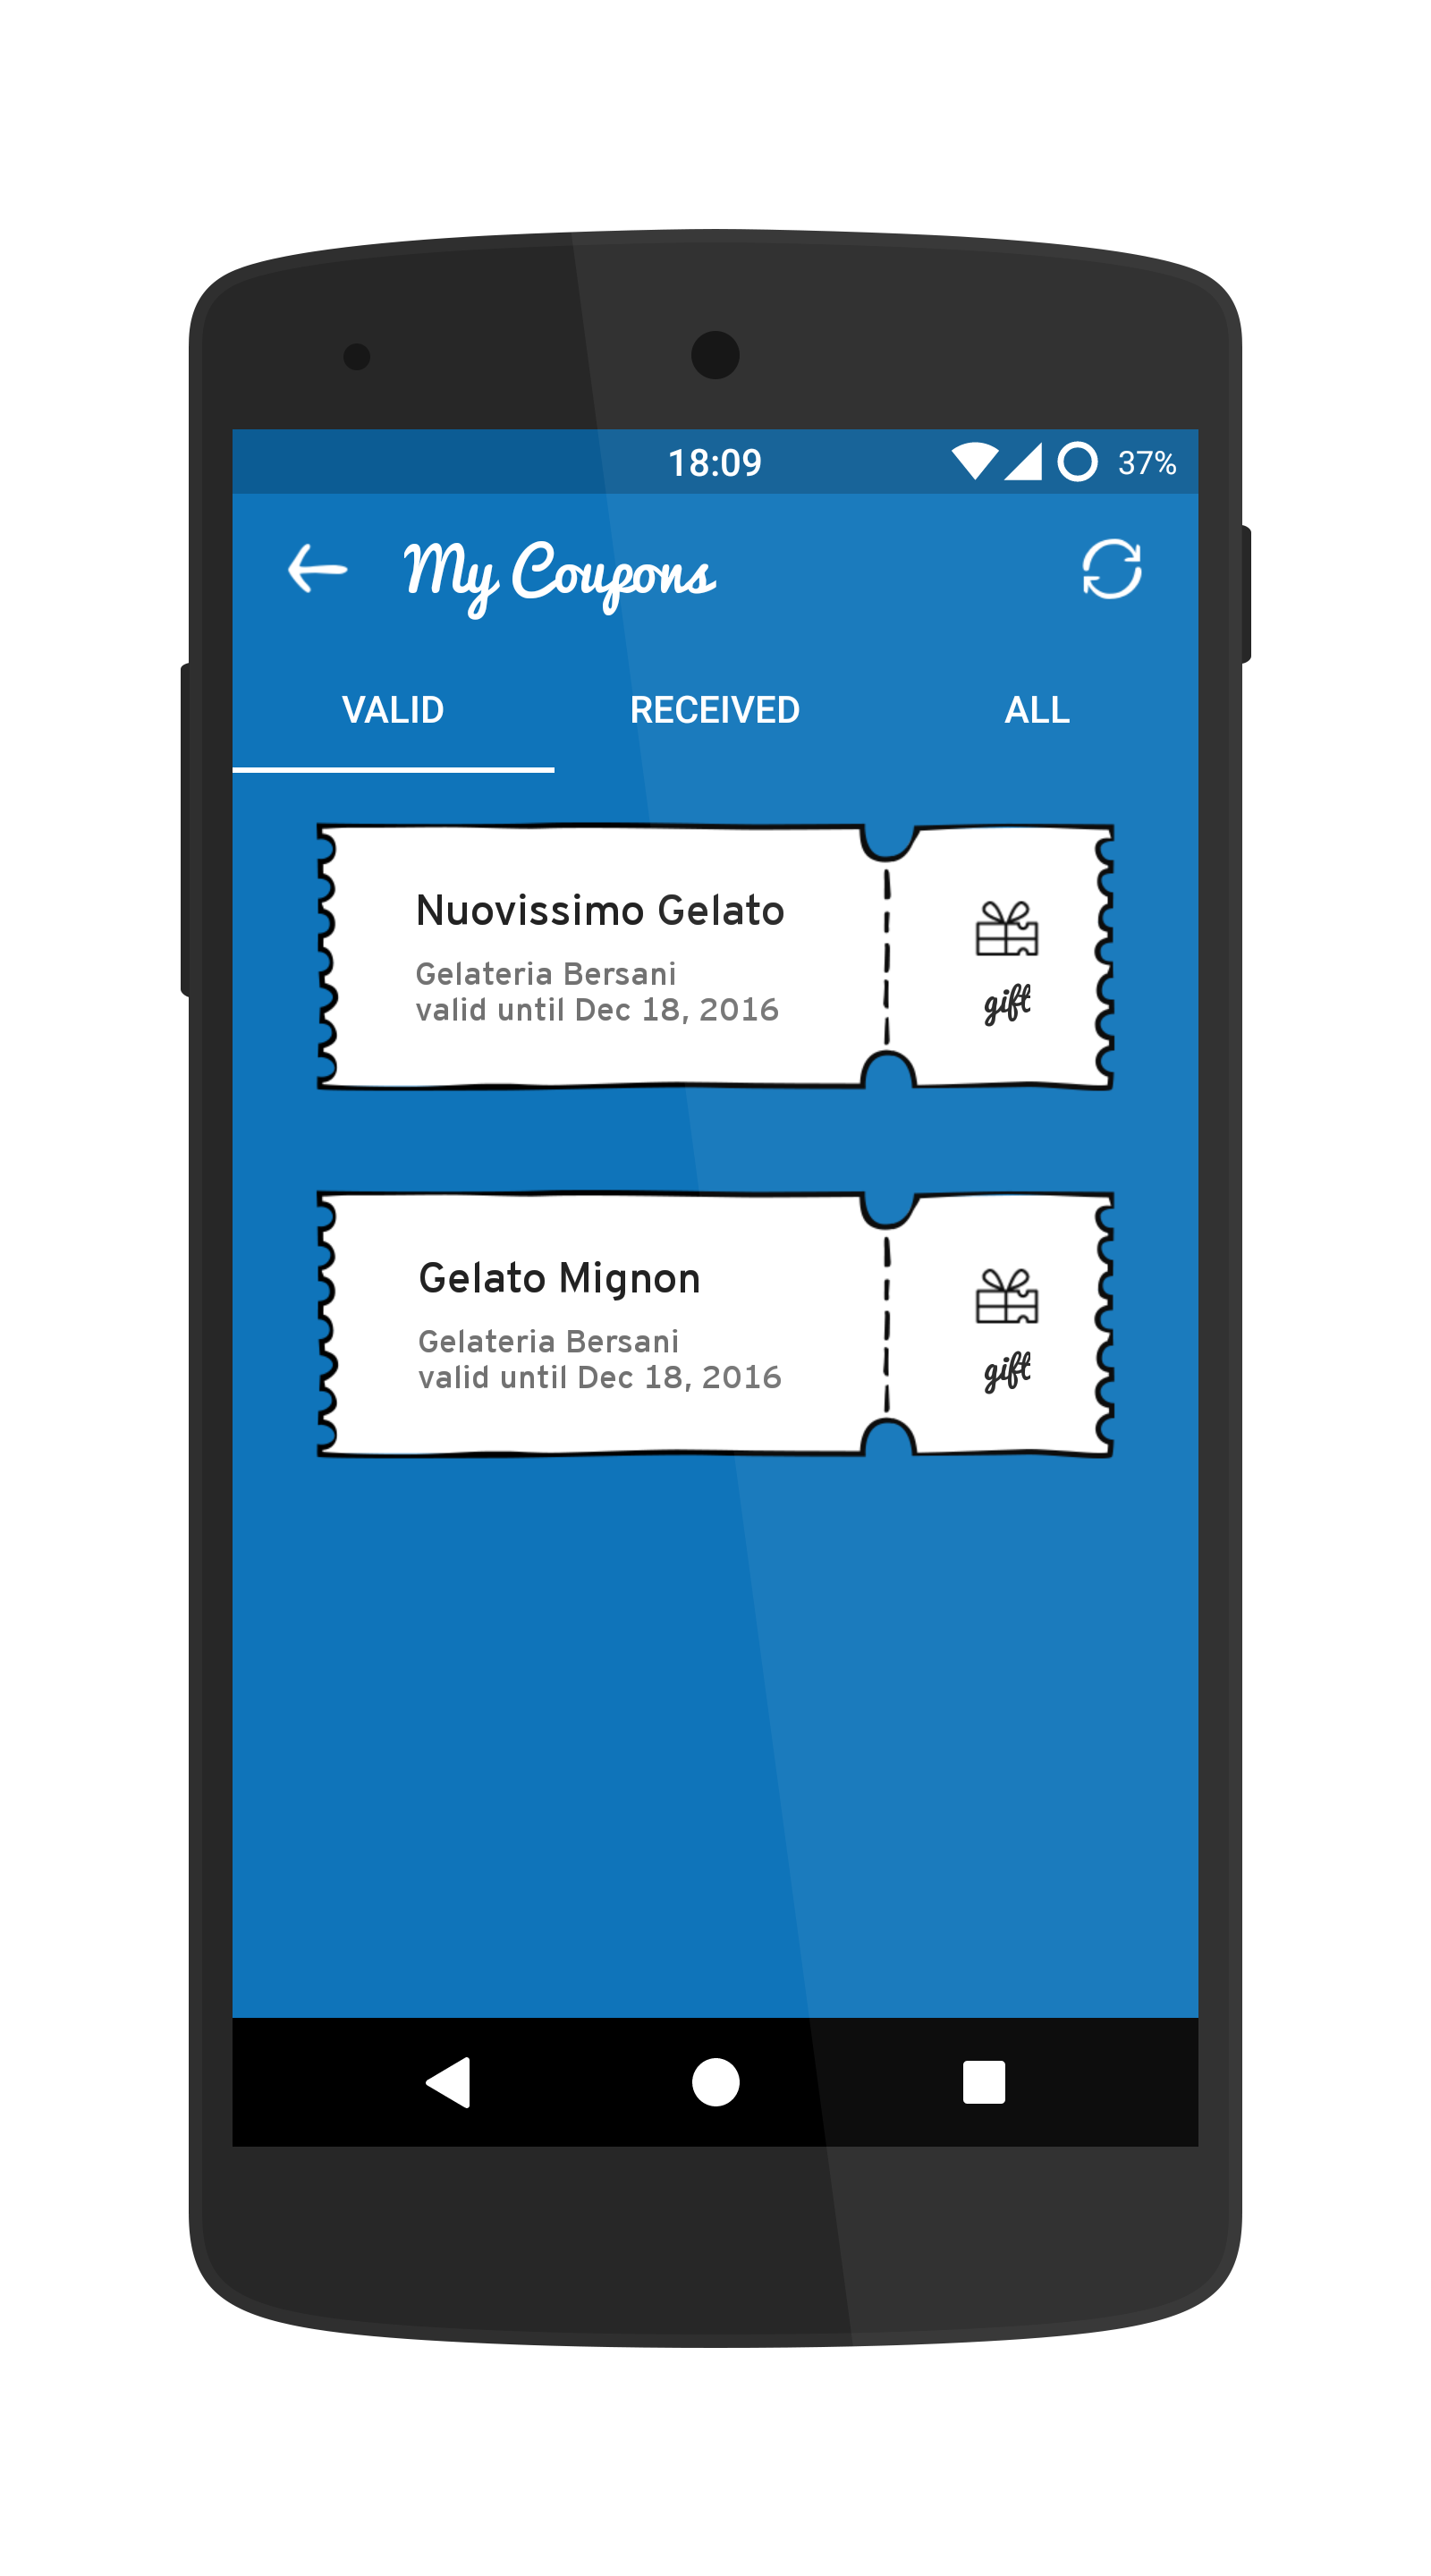 18:09
37%
My Coupons
VALID
RECEIVED
ALL
Nuovissimo Gelato
Gelateria Bersani
valid until Dec 18, 2016
gift
Gelato Mignon
Gelateria Bersani
valid until Dec 18, 2016
gift